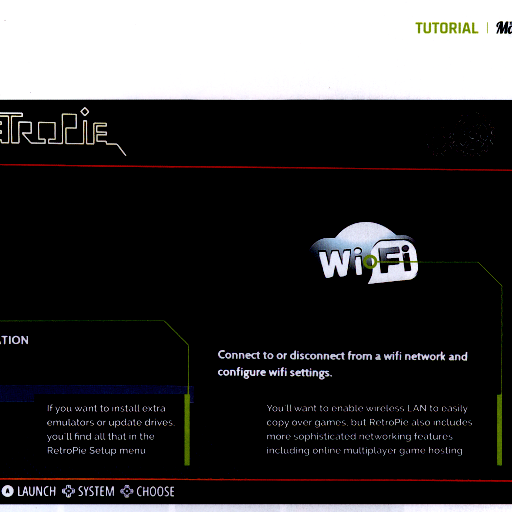 TUTORIAL
RETROPIE
WiFi
Connect to or disconnect from a wifi network and
configure wifi settings.
If you want to install extra
emulators or update drives,
you'll find all that in the
RetroPie Setup menu
You'll want to enable wireless LAN to easily
copy over games, but RetroPie also includes
more sophisticated networking features
including online multiplayer game hosting
LAUNCH SYSTEM CHOOSE